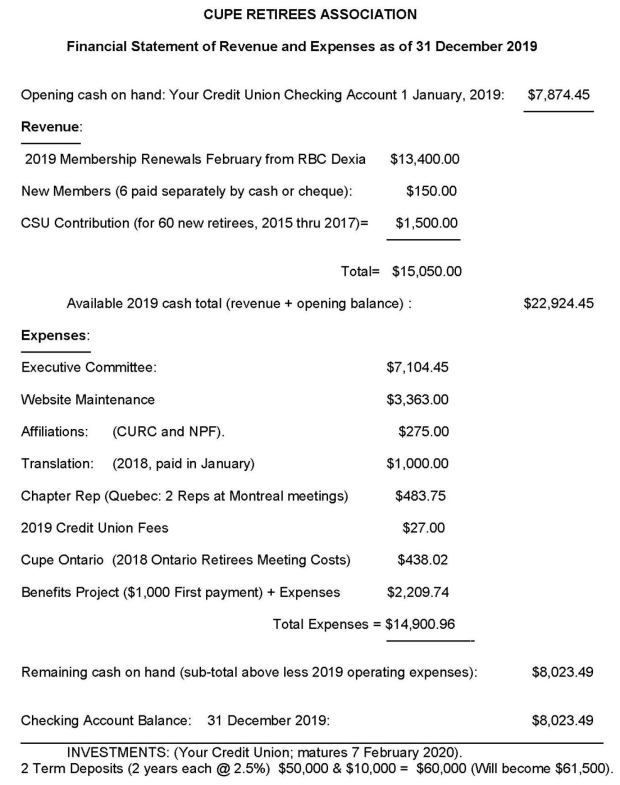 CUPE RETIREES ASSOCIATION
Financial Statement of Revenue and Expenses as of 31 December 2019
Opening cash on hand: Your Credit Union Checking Account 1 January, 2019: $7,874.45
Revenue:
2019 Membership Renewals February from RBC Dexia $13,400.00
New Members (6 paid separately by cash or cheque): $150.00
CSU Contribution (for 60 new retirees, 2015 thru 2017)= $1,500.00
Total= $15,050.00
Available 2019 cash total (revenue + opening balance) : $22,924.45
Expenses:
Executive Committee: $7,104.45
Website Maintenance $3,363.00
Affiliations: (CURC and NPF). $275.00
Translation: (2018, paid in January) $1,000.00
Chapter Rep (Quebec: 2 Reps at Montreal meetings) $483.75
2019 Credit Union Fees $27.00
Cupe Ontario (2018 Ontario Retirees Meeting Costs) $438.02
Benefits Project ($1,000 First payment) + Expenses $2,209.74
Total Expenses = $14,900.96
Remaining cash on hand (sub-total above less 2019 operating expenses): $8,023.49
Checking Account Balance: 31 December 2019: $8,023.49
INVESTMENTS: (Your Credit Union; matures 7 February 2020).
2 Term Deposits (2 years each @ 2.5%) $50,000 & $10,000 = $60,000 (Will become $61,500).